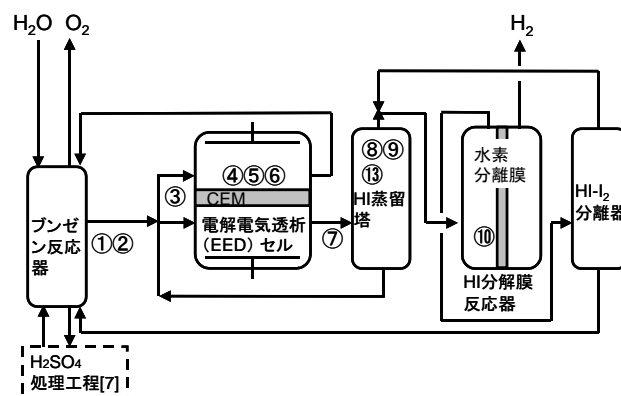 H₂O O₂
H₂
ブンゼン反応器
①②
③
④⑤⑥
CEM
電解電気透析
(EED) セル
⑦
⑧⑨
⑬
HI蒸留
塔
水素
分離膜
⑩
HI分解膜
反応器
HI-I₂
分離器
H₂SO₄
処理工程[7]